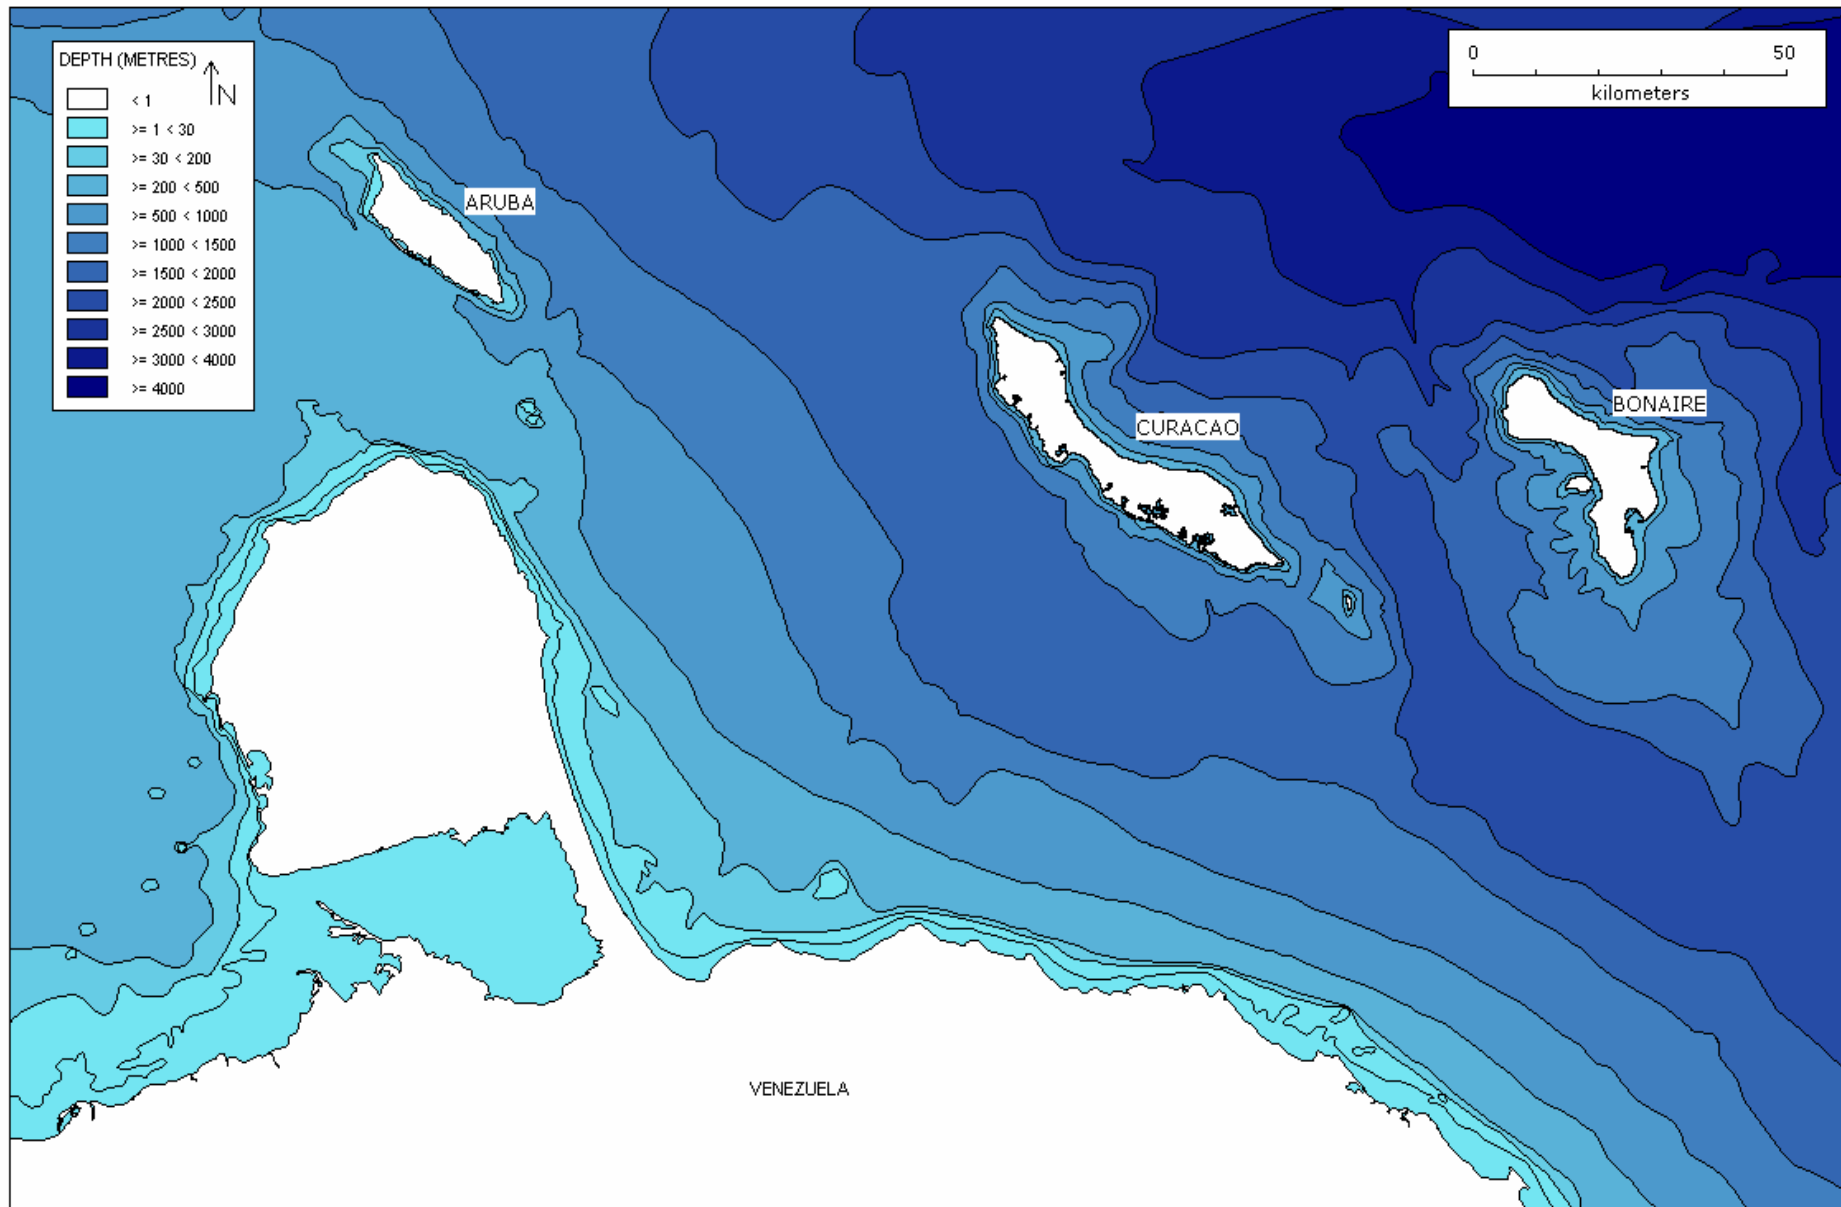 DEPTH (METRES)
N
< 1
>= 1 < 30
>= 30 < 200
>= 200 < 500
>= 500 < 1000
>= 1000 < 1500
>= 1500 < 2000
>= 2000 < 2500
>= 2500 < 3000
>= 3000 < 4000
>= 4000
0 50
kilometers
ARUBA
BONAIRE
CURACAO
VENEZUELA